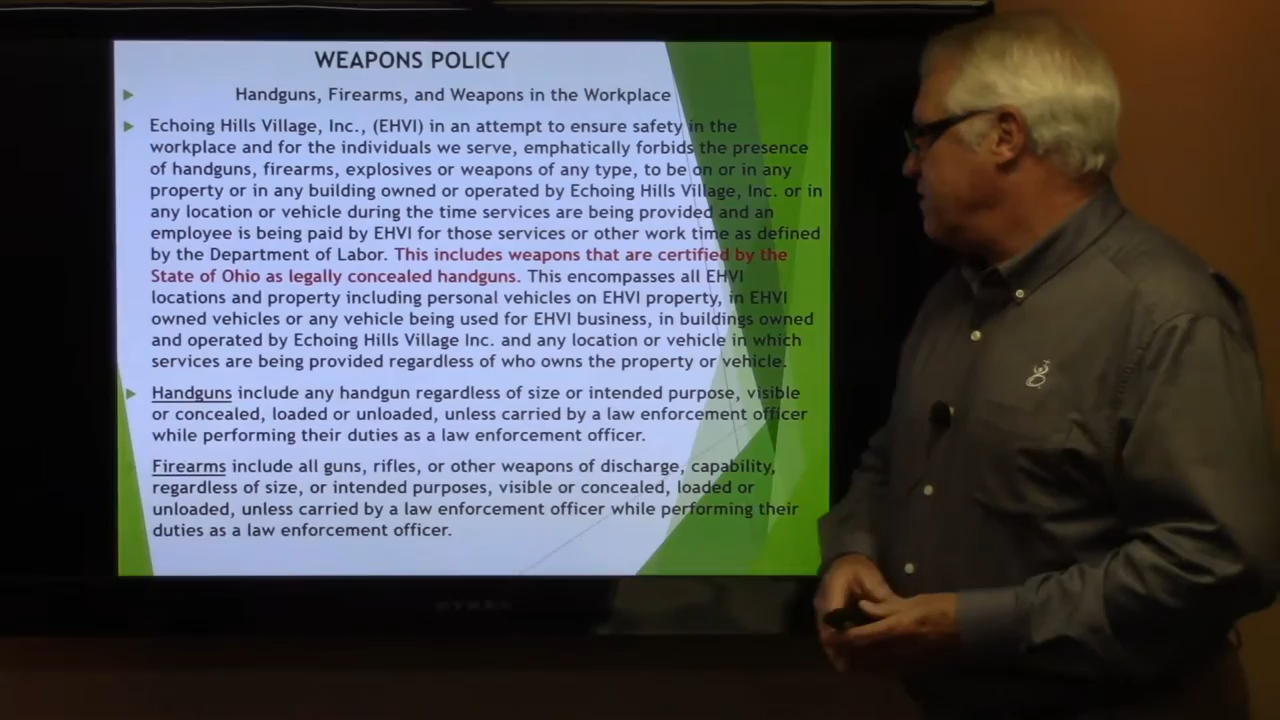 WEAPONS POLICY
Handguns, Firearms, and Weapons in the Workplace
Echoing Hills Village, Inc., (EHVI) in an attempt to ensure safety in the
workplace and for the individuals we serve, emphatically forbids the presence
of handguns, firearms, explosives or weapons of any type, to be on or in any
property or in any building owned or operated by Echoing Hills Village, Inc. or in
any location or vehicle during the time services are being provided and an
employee is being paid by EHVI for those services or other work time as defined
by the Department of Labor. This includes weapons that are certified by the
State of Ohio as legally concealed handguns. This encompasses all EHVI
locations and property including personal vehicles on EHVI property, in EHVI
owned vehicles or any vehicle being used for EHVI business, in buildings owned
and operated by Echoing Hills Village Inc. and any location or vehicle in which
services are being provided regardless of who owns the property or vehicle.
Handguns include any handgun regardless of size or intended purpose, visible
or concealed, loaded or unloaded, unless carried by a law enforcement officer
while performing their duties as a law enforcement officer.
Firearms include all guns, rifles, or other weapons of discharge, capability,
regardless of size, or intended purposes, visible or concealed, loaded or
unloaded, unless carried by a law enforcement officer while performing their
duties as a law enforcement officer.